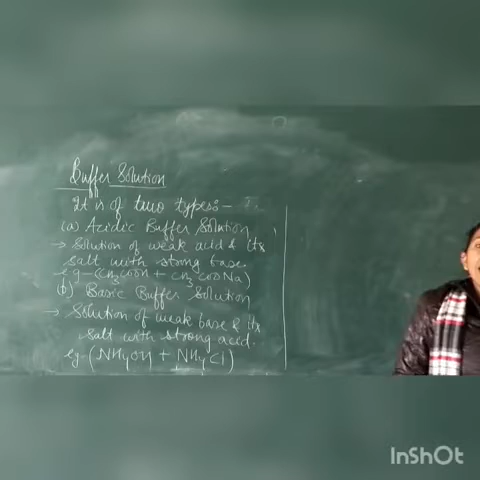 Buffer Solution
It is of two types:-
(a) Acidic Buffer Solution
→ Solution of weak acid & its
salt with strong base.
eg-(CH3COOH + CH3COONa)
(b) Basic Buffer Solution
→ Solution of weak base & its
salt with strong acid.
eg-(NH4OH + NH4Cl)
InShOt